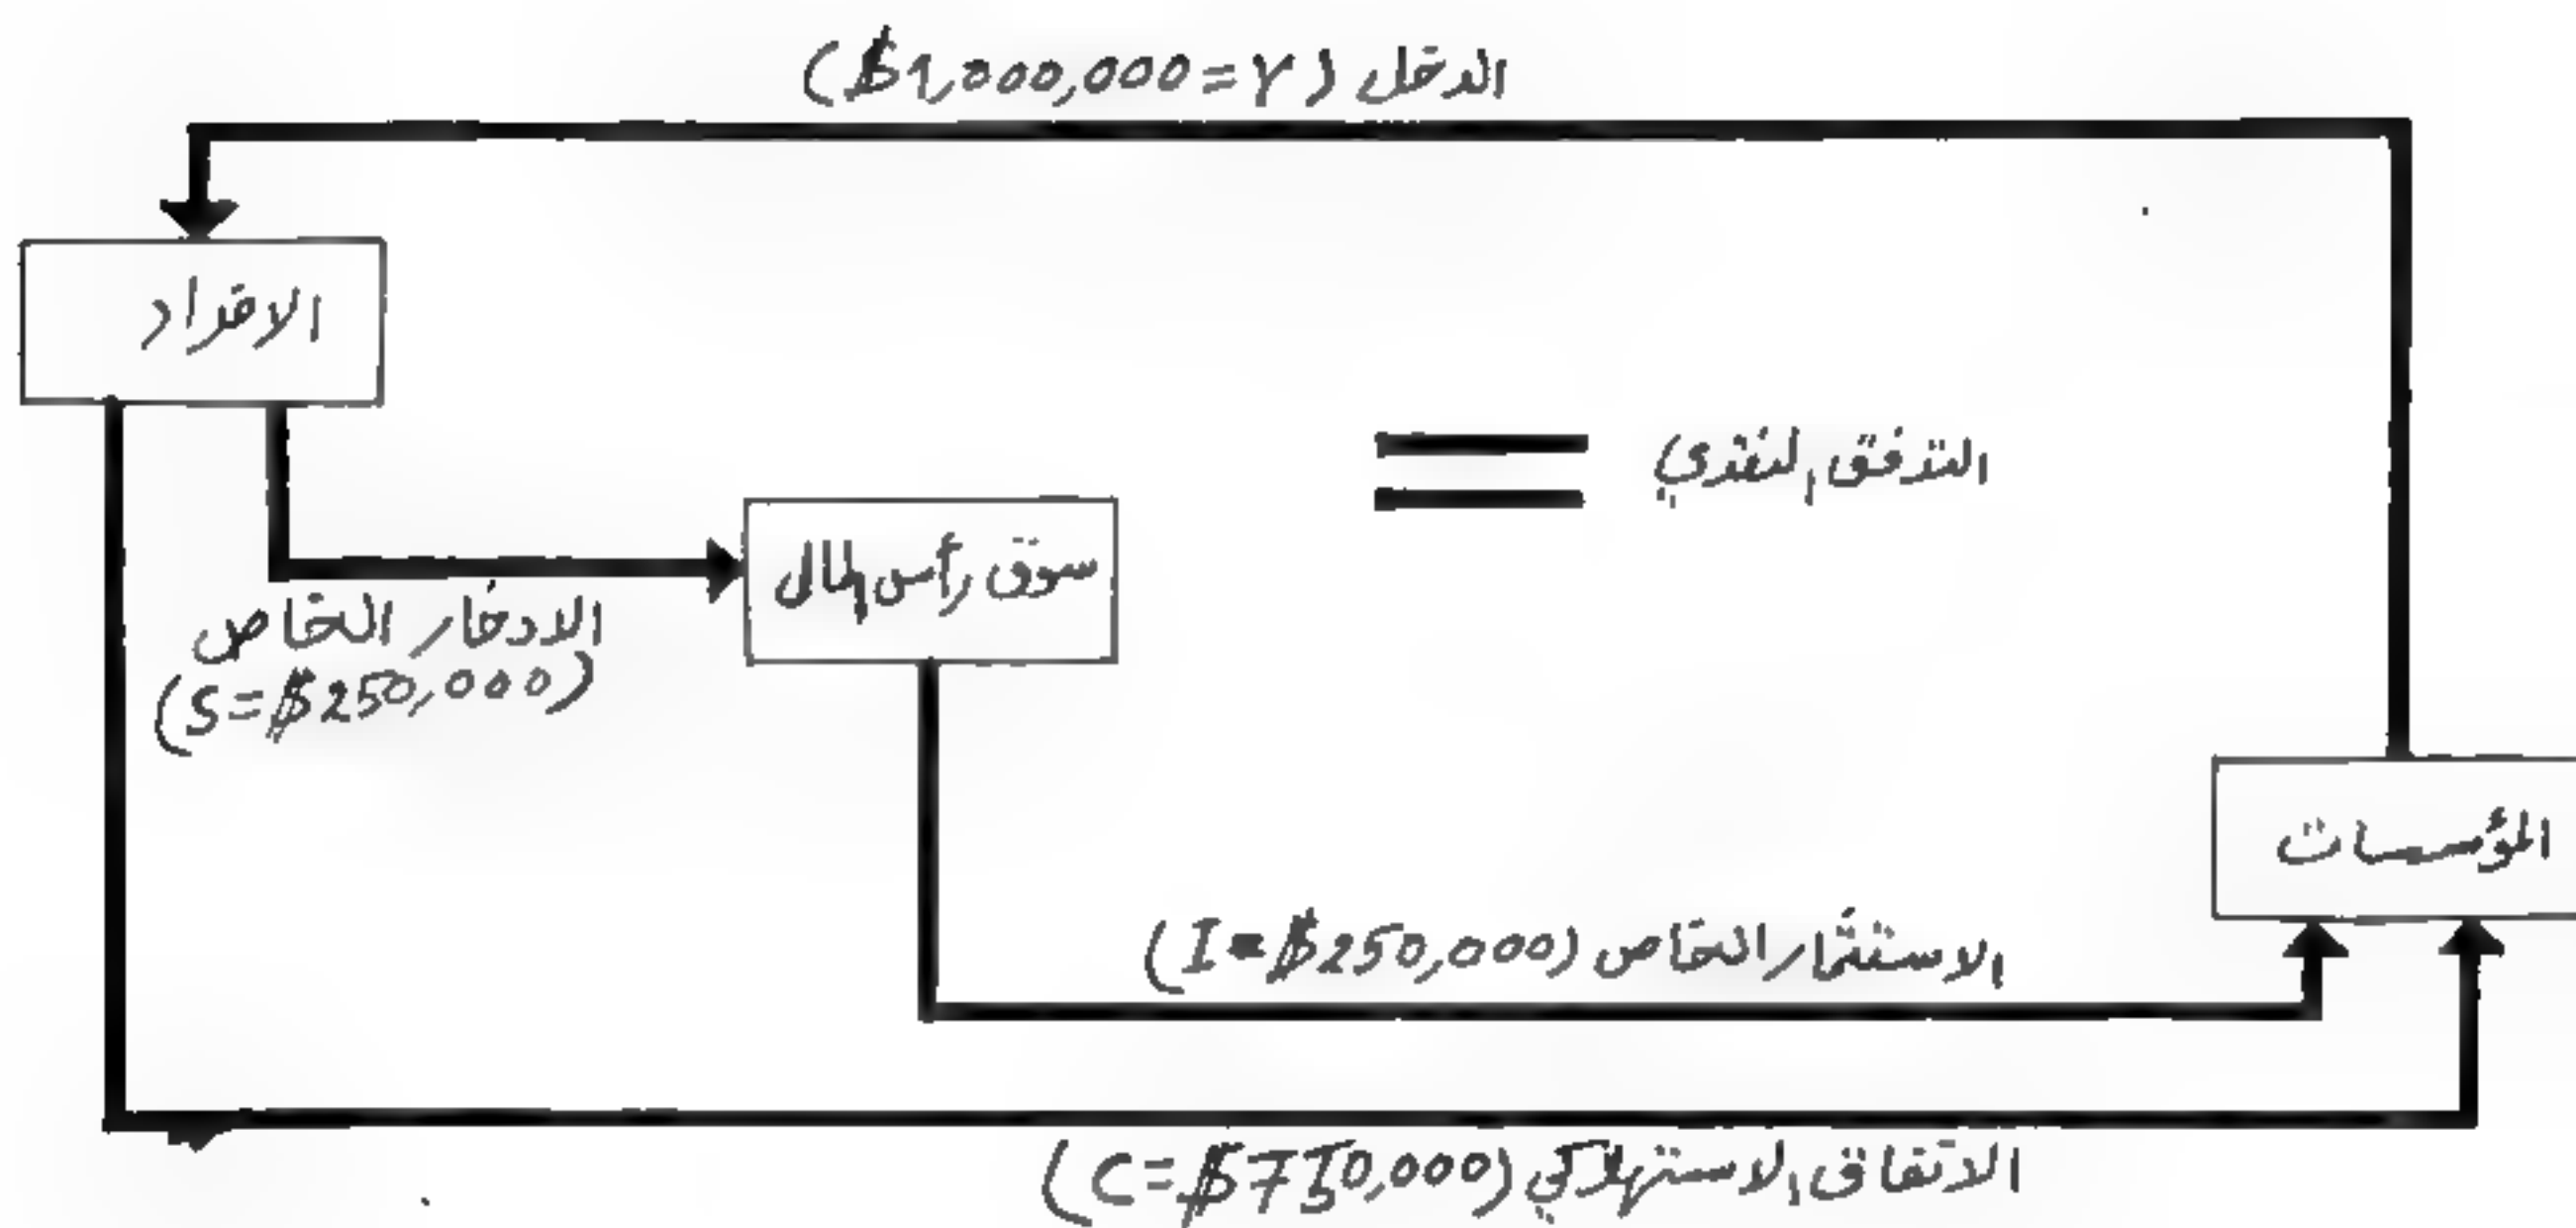 الدخل (Y=$1,000,000)
الافراد
التدفق النقدي
سوق رأس المال
الادخار الخاص
(S=$250,000)
المؤسسات
الاستثمار الخاص (I=$250,000)
الانفاق الاستهلاكي (C=$750,000)